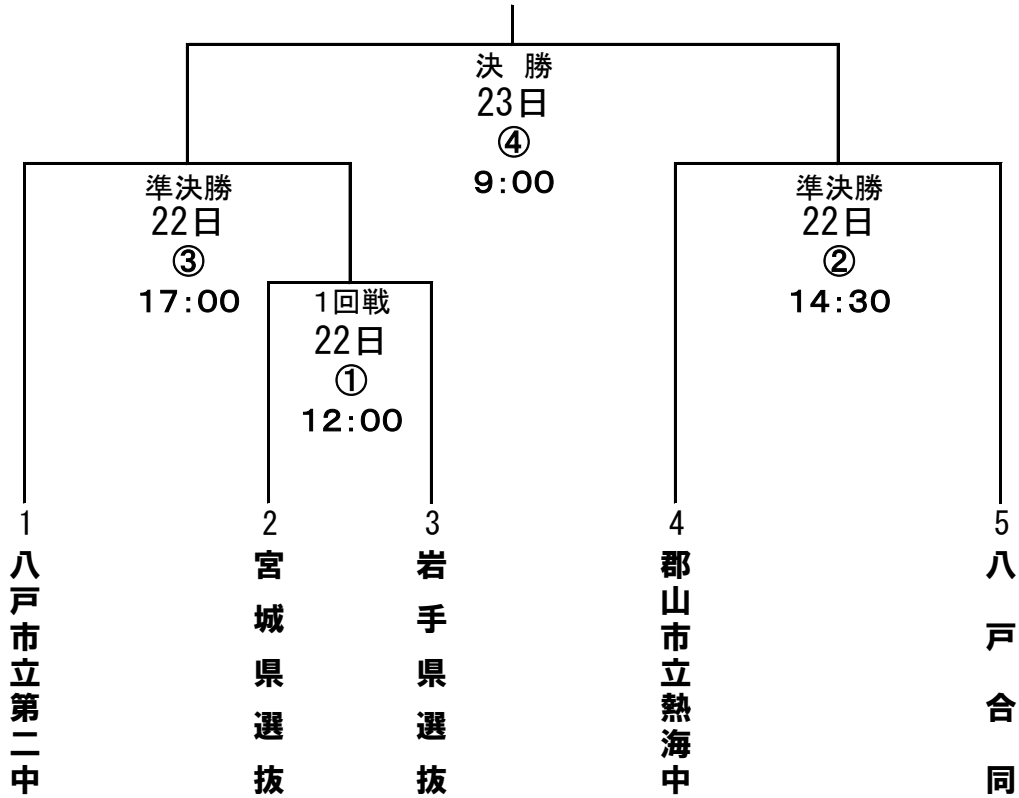 決 勝
23日
④
9:00
準決勝
22日
③
17:00
準決勝
22日
②
14:30
1回戦
22日
①
12:00
1
八戸市立第二中
2
宮城県選抜
3
岩手県選抜
4
郡山市立熱海中
5
八戸合同